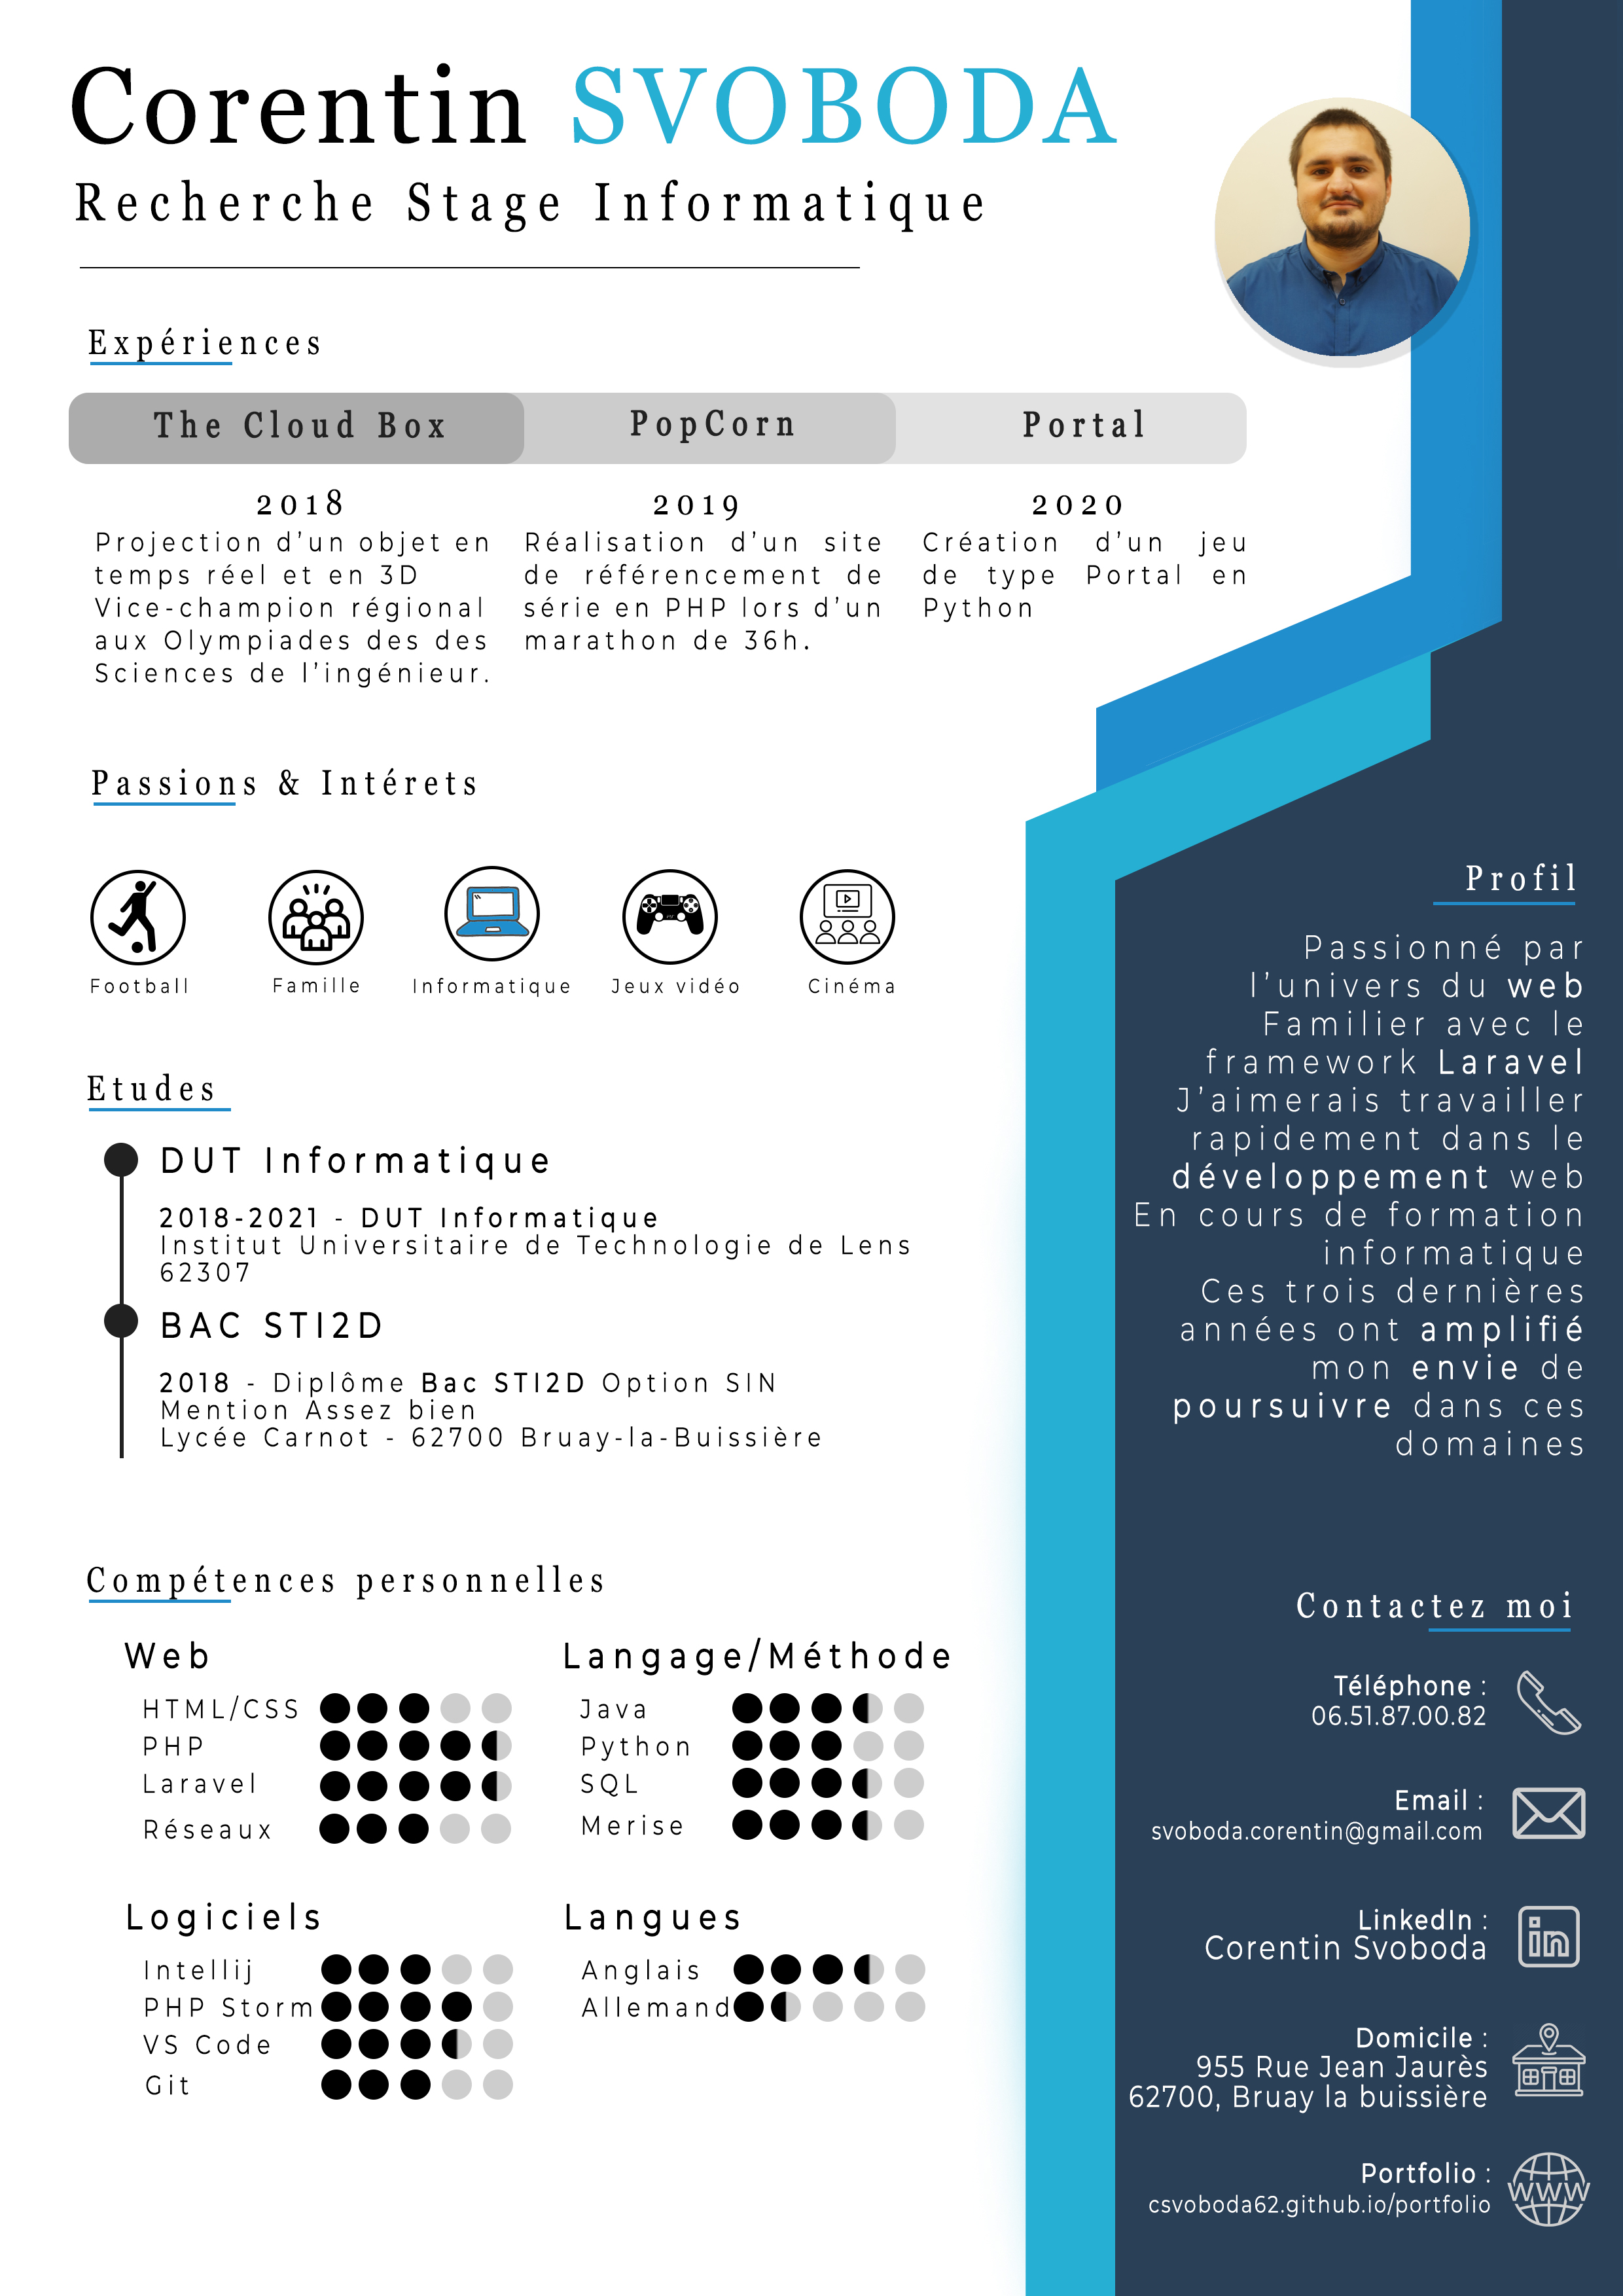 Corentin SVOBODA
Recherche Stage Informatique
Expériences
The Cloud Box
2018
Projection d'un objet en
temps réel et en 3D
Vice-champion régional
aux Olympiades des des
Sciences de l'ingénieur.
PopCorn
2019
Réalisation d'un site
de référencement de
série en PHP lors d'un
marathon de 36h.
Portal
2020
Création d'un jeu
de type Portal en
Python
Passions & Intérets
Football
Famille
Informatique
Jeux vidéo
Cinéma
Etudes
DUT Informatique
2018-2021 - DUT Informatique
Institut Universitaire de Technologie de Lens
62307
BAC STI2D
2018 - Diplôme Bac STI2D Option SIN
Mention Assez bien
Lycée Carnot - 62700 Bruay-la-Buissière
Compétences personnelles
Web
HTML/CSS
PHP
Laravel
Réseaux
Langage/Méthode
Java
Python
SQL
Merise
Logiciels
Intellij
PHP Storm
VS Code
Git
Langues
Anglais
Allemand
Profil
Passionné par
l'univers du web
Familier avec le
framework Laravel
J'aimerais travailler
rapidement dans le
développement web
En cours de formation
informatique
Ces trois dernières
années ont amplifié
mon envie de
poursuivre dans ces
domaines
Contactez moi
Téléphone :
06.51.87.00.82
Email :
svoboda.corentin@gmail.com
LinkedIn :
Corentin Svoboda
in
Domicile :
955 Rue Jean Jaurès
62700, Bruay la buissière
Portfolio :
csvoboda62.github.io/portfolio
WWW